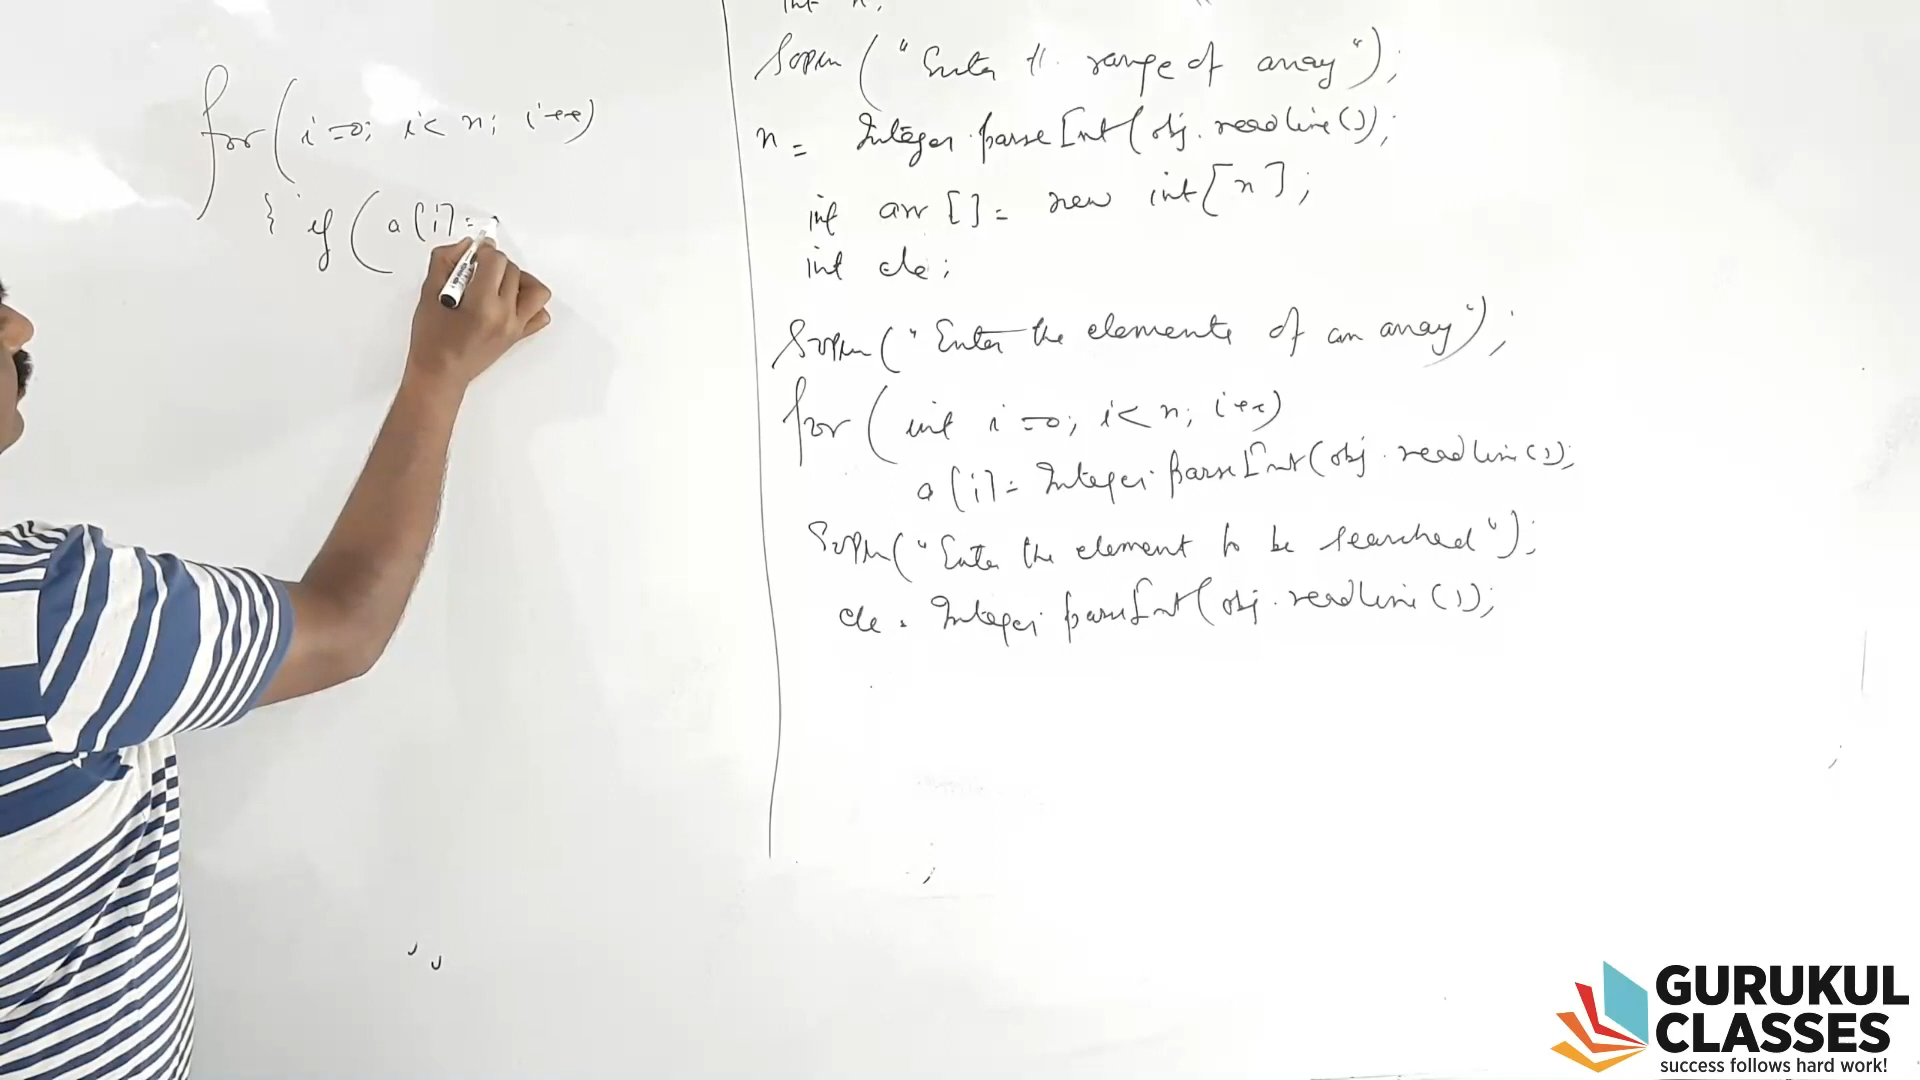 for (i=0; i<n; i++)
{ if (a[i]=
int n;
Sopln ("Enter the range of array");
n = Integer.parseInt(obj.readline());
int arr[] = new int[n];
int ele;
Sopln("Enter the elements of an array");
for (int i=0; i<n; i++)
a[i]= Integer.parseInt(obj.readline());
Sopln("Enter the element to be searched");
ele = Integer.parseInt(obj.readline());
GURUKUL
CLASSES
success follows hard work!